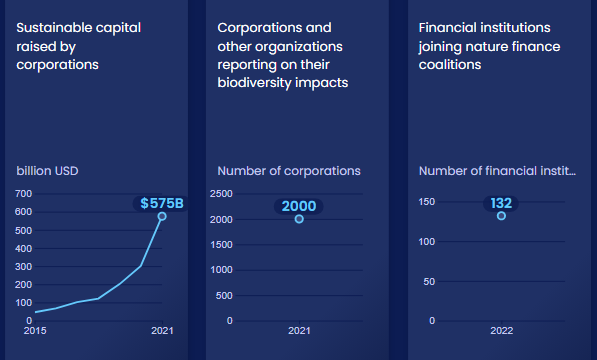 Sustainable capital
raised by
corporations
billion USD
700
600
500
400
300
200
100
0
$575B
2015
2021
Corporations and
other organizations
reporting on their
biodiversity impacts
Number of corporations
2500
2000
1500
1000
500
0
2000
2021
Financial institutions
joining nature finance
coalitions
Number of financial instit...
150
100
50
0
132
2022